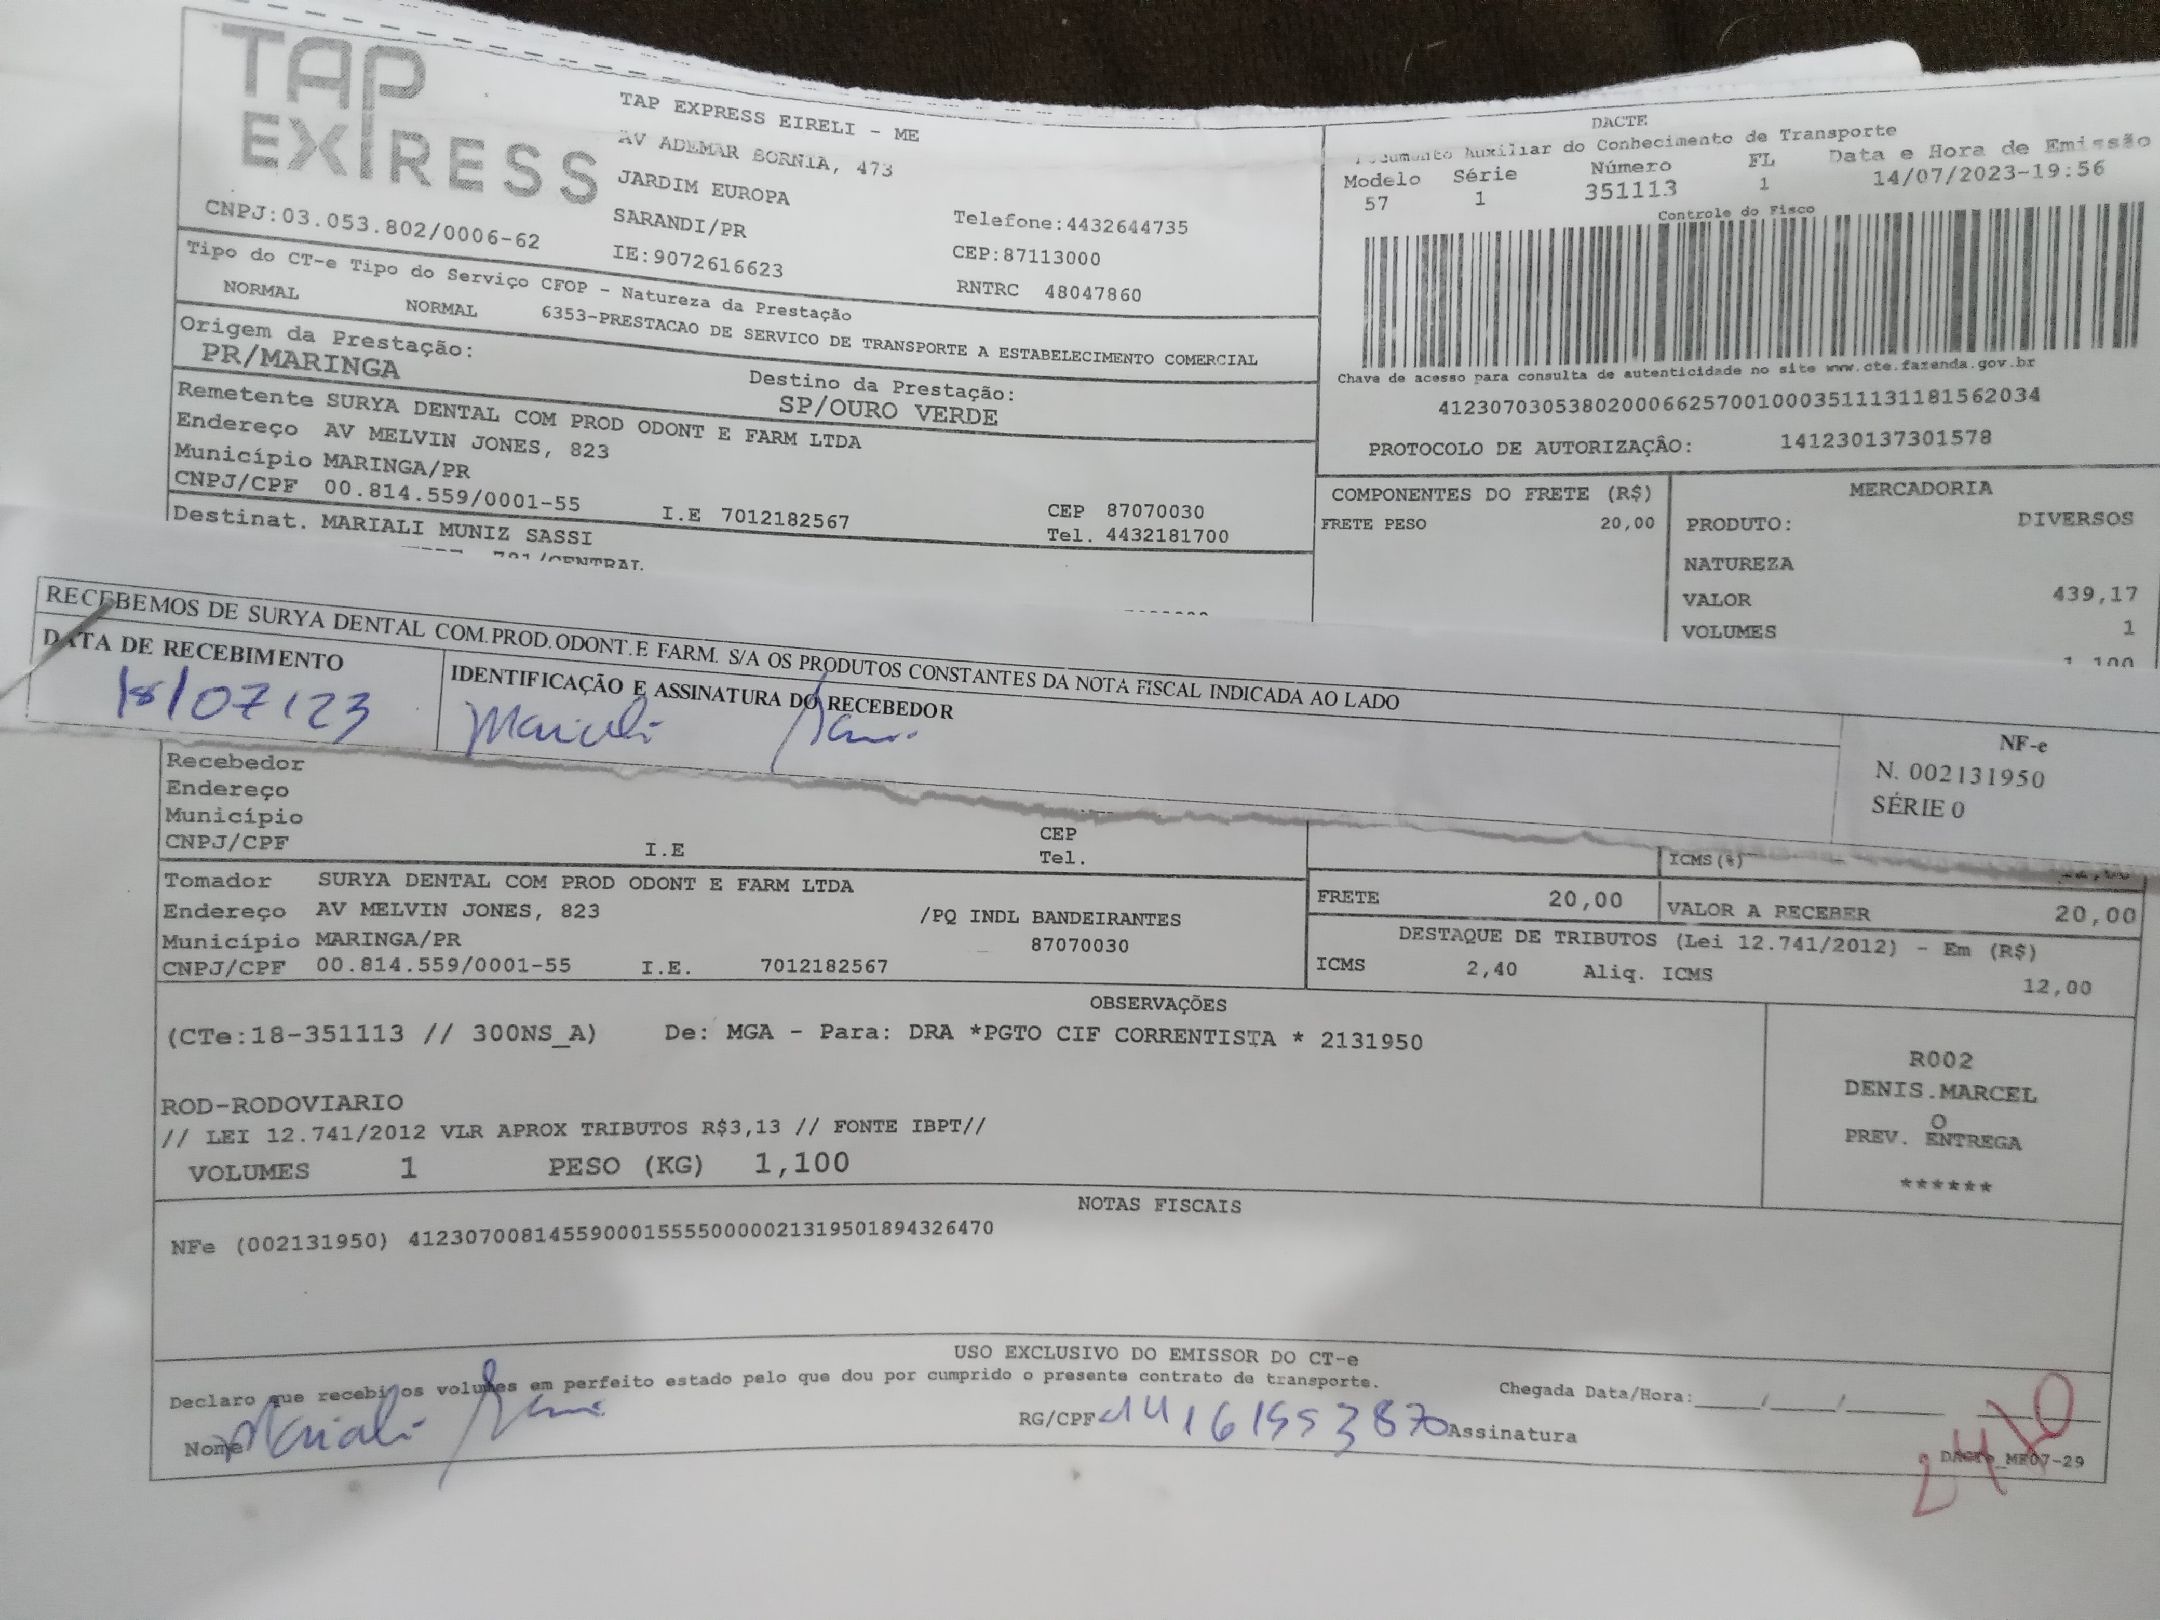 TAP
EXPRESS
TAP EXPRESS EIRELI - ME
AV ADEMAR BORNIA, 473
JARDIM EUROPA
SARANDI/PR
Telefone:4432644735
CNPJ:03.053.802/0006-62
IE:9072616623
CEP:87113000
RNTRC 48047860
Tipo do CT-e Tipo do Serviço CFOP - Natureza da Prestação
NORMAL NORMAL 6353-PRESTACAO DE SERVICO DE TRANSPORTE A ESTABELECIMENTO COMERCIAL
Origem da Prestação:
PR/MARINGA
Destino da Prestação:
SP/OURO VERDE
Remetente SURYA DENTAL COM PROD ODONT E FARM LTDA
Endereço AV MELVIN JONES, 823
Município MARINGA/PR
CEP 87070030
CNPJ/CPF 00.814.559/0001-55 I.E 7012182567 Tel. 4432181700
Destinat. MARIALI MUNIZ SASSI
DACTE
Documento Auxiliar do Conhecimento de Transporte
Modelo Série Número FL Data e Hora de Emissão
57 1 351113 1 14/07/2023-19:56
Controle do Fisco
Chave de acesso para consulta de autenticidade no site www.cte.fazenda.gov.br
41230703053802000662570010003511131181562034
PROTOCOLO DE AUTORIZAÇÂO: 141230137301578
COMPONENTES DO FRETE (R$)
FRETE PESO 20,00
MERCADORIA
PRODUTO: DIVERSOS
NATUREZA
VALOR 439,17
VOLUMES 1
1,100
RECEBEMOS DE SURYA DENTAL COM.PROD.ODONT.E FARM. S/A OS PRODUTOS CONSTANTES DA NOTA FISCAL INDICADA AO LADO
DATA DE RECEBIMENTO
18/07/23
IDENTIFICAÇÃO E ASSINATURA DO RECEBEDOR
Mariali
NF-e
N. 002131950
SÉRIE 0
Recebedor
Endereço
Município
CEP
CNPJ/CPF I.E Tel.
ICMS(%)
Tomador SURYA DENTAL COM PROD ODONT E FARM LTDA
Endereço AV MELVIN JONES, 823 /PQ INDL BANDEIRANTES
Município MARINGA/PR 87070030
CNPJ/CPF 00.814.559/0001-55 I.E. 7012182567
FRETE 20,00 VALOR A RECEBER 20,00
DESTAQUE DE TRIBUTOS (Lei 12.741/2012) - Em (R$)
ICMS 2,40 Aliq. ICMS 12,00
OBSERVAÇÕES
(CTe:18-351113 // 300NS_A) De: MGA - Para: DRA *PGTO CIF CORRENTISTA * 2131950
ROD-RODOVIARIO
// LEI 12.741/2012 VLR APROX TRIBUTOS R$3,13 // FONTE IBPT//
VOLUMES 1 PESO (KG) 1,100
R002
DENIS.MARCEL
O
PREV. ENTREGA
******
NOTAS FISCAIS
NFe (002131950) 41230700814559000155550000021319501894326470
USO EXCLUSIVO DO EMISSOR DO CT-e
Declaro que recebi os volumes em perfeito estado pelo que dou por cumprido o presente contrato de transporte.
Chegada Data/Hora:____/____/____
Nome Mariali RG/CPF 14161553870 Assinatura